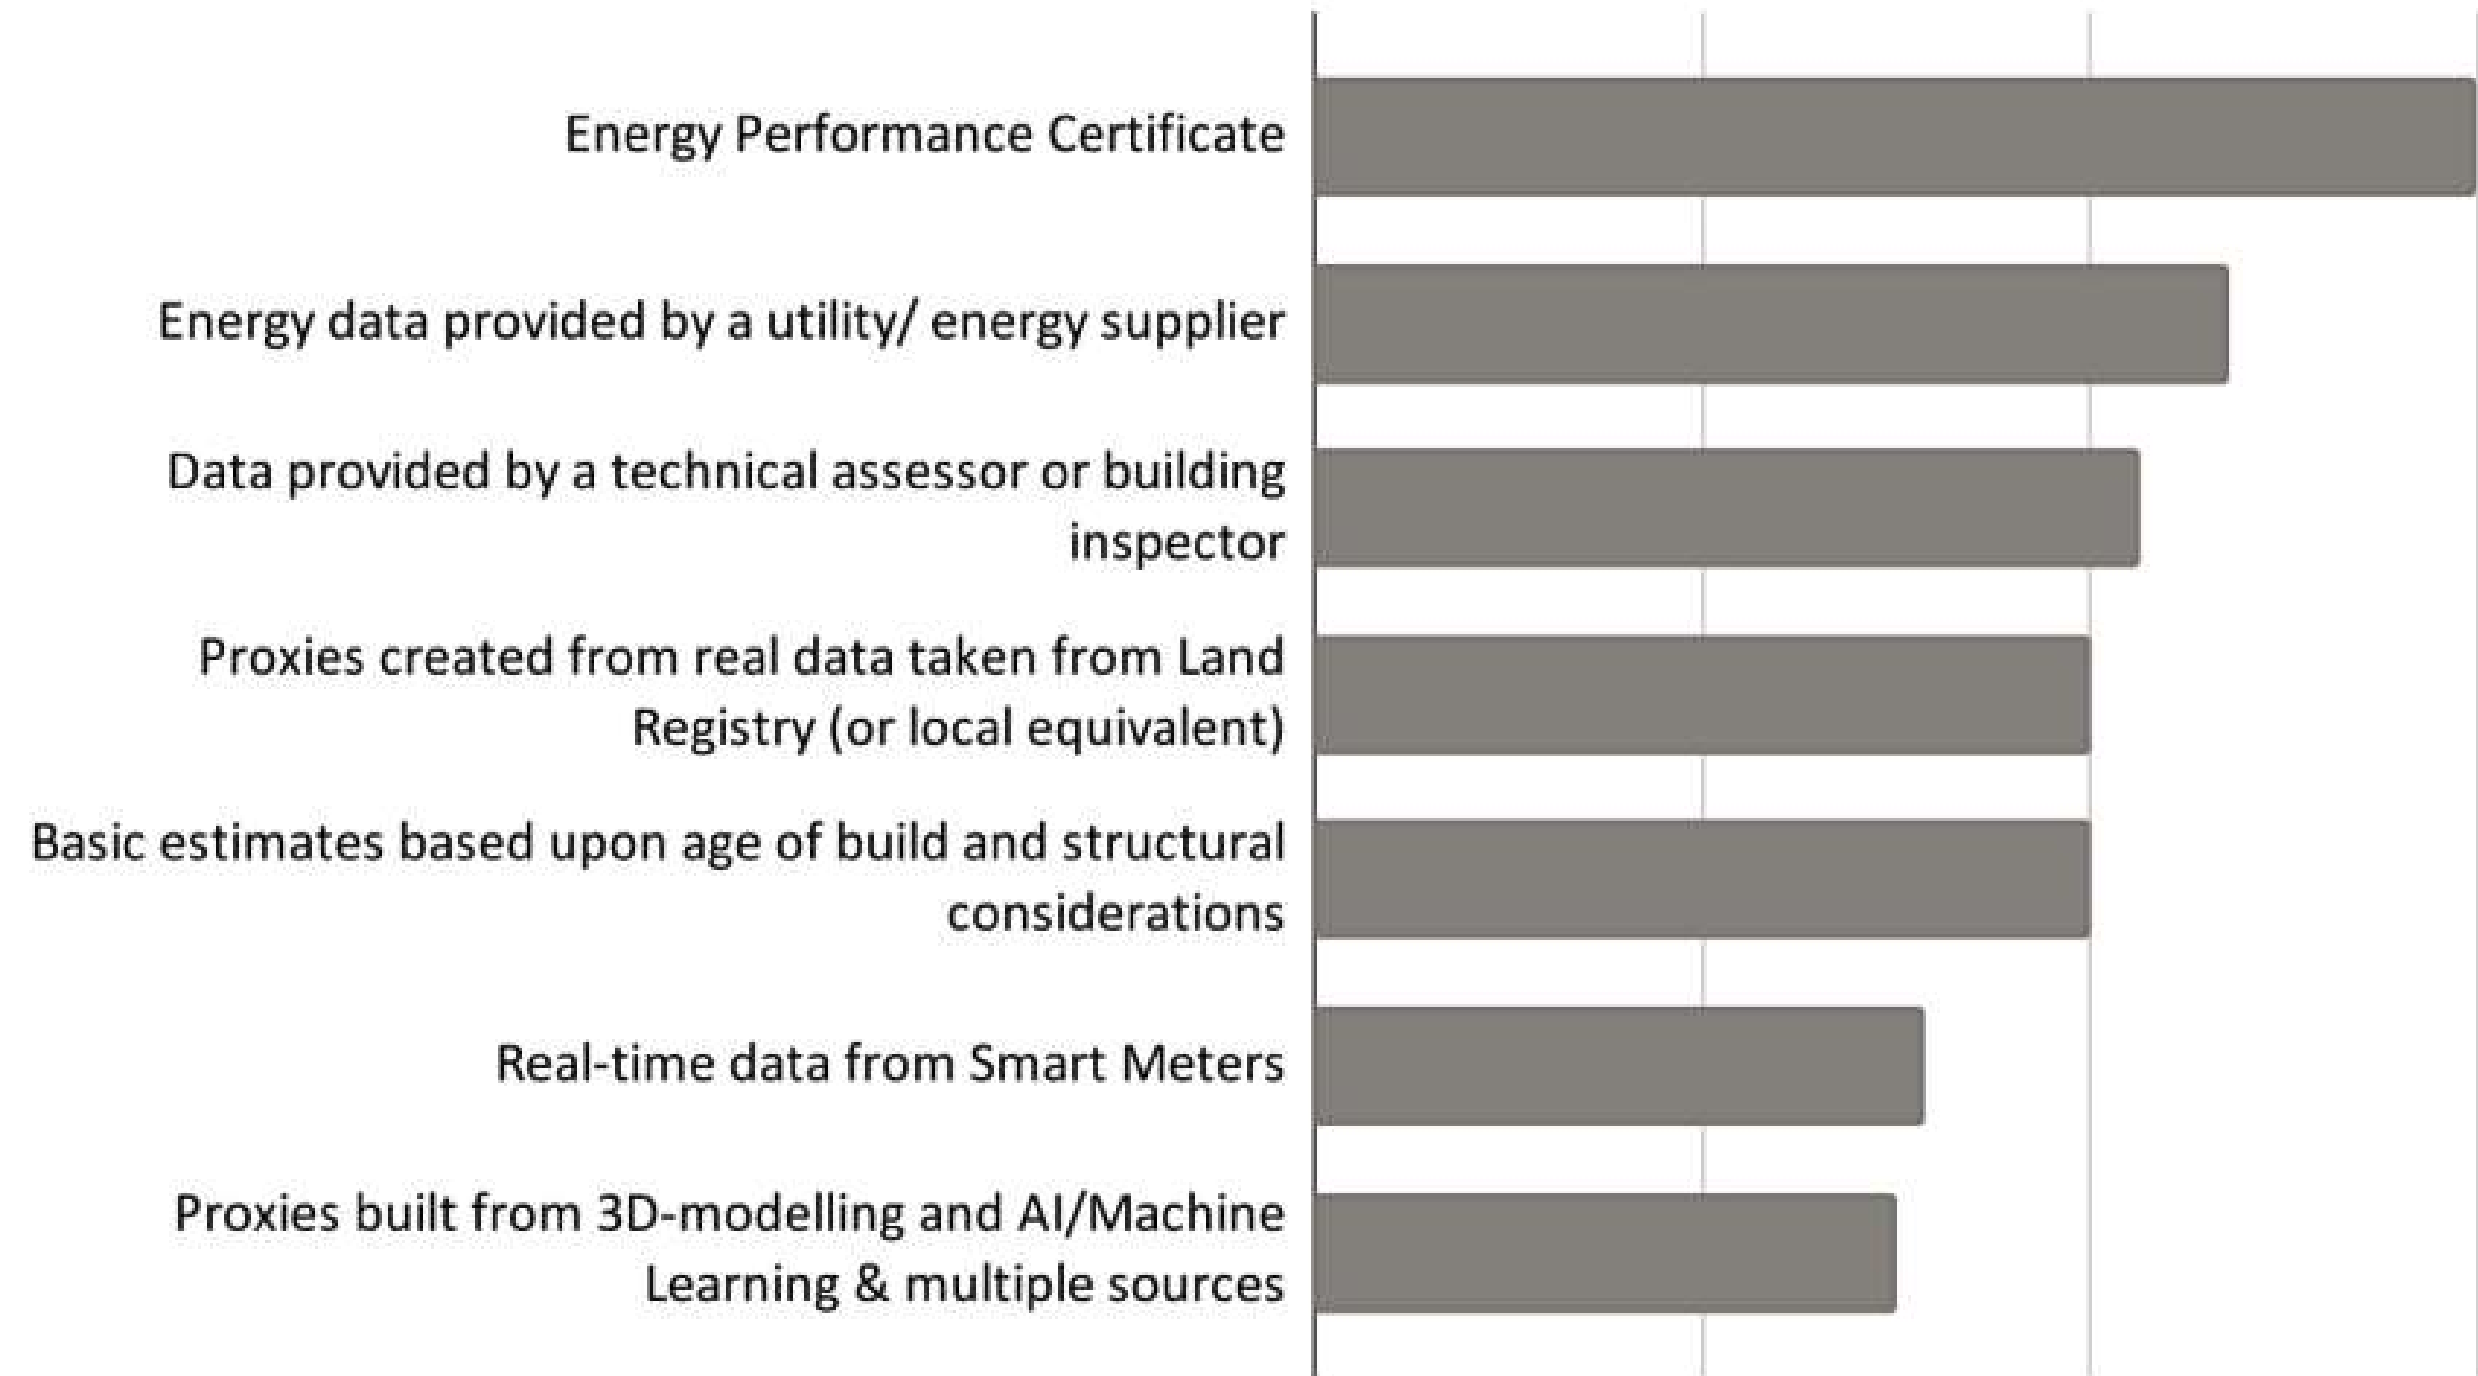 Energy Performance Certificate
Energy data provided by a utility/ energy supplier
Data provided by a technical assessor or building
inspector
Proxies created from real data taken from Land
Registry (or local equivalent)
Basic estimates based upon age of build and structural
considerations
Real-time data from Smart Meters
Proxies built from 3D-modelling and AI/Machine
Learning & multiple sources